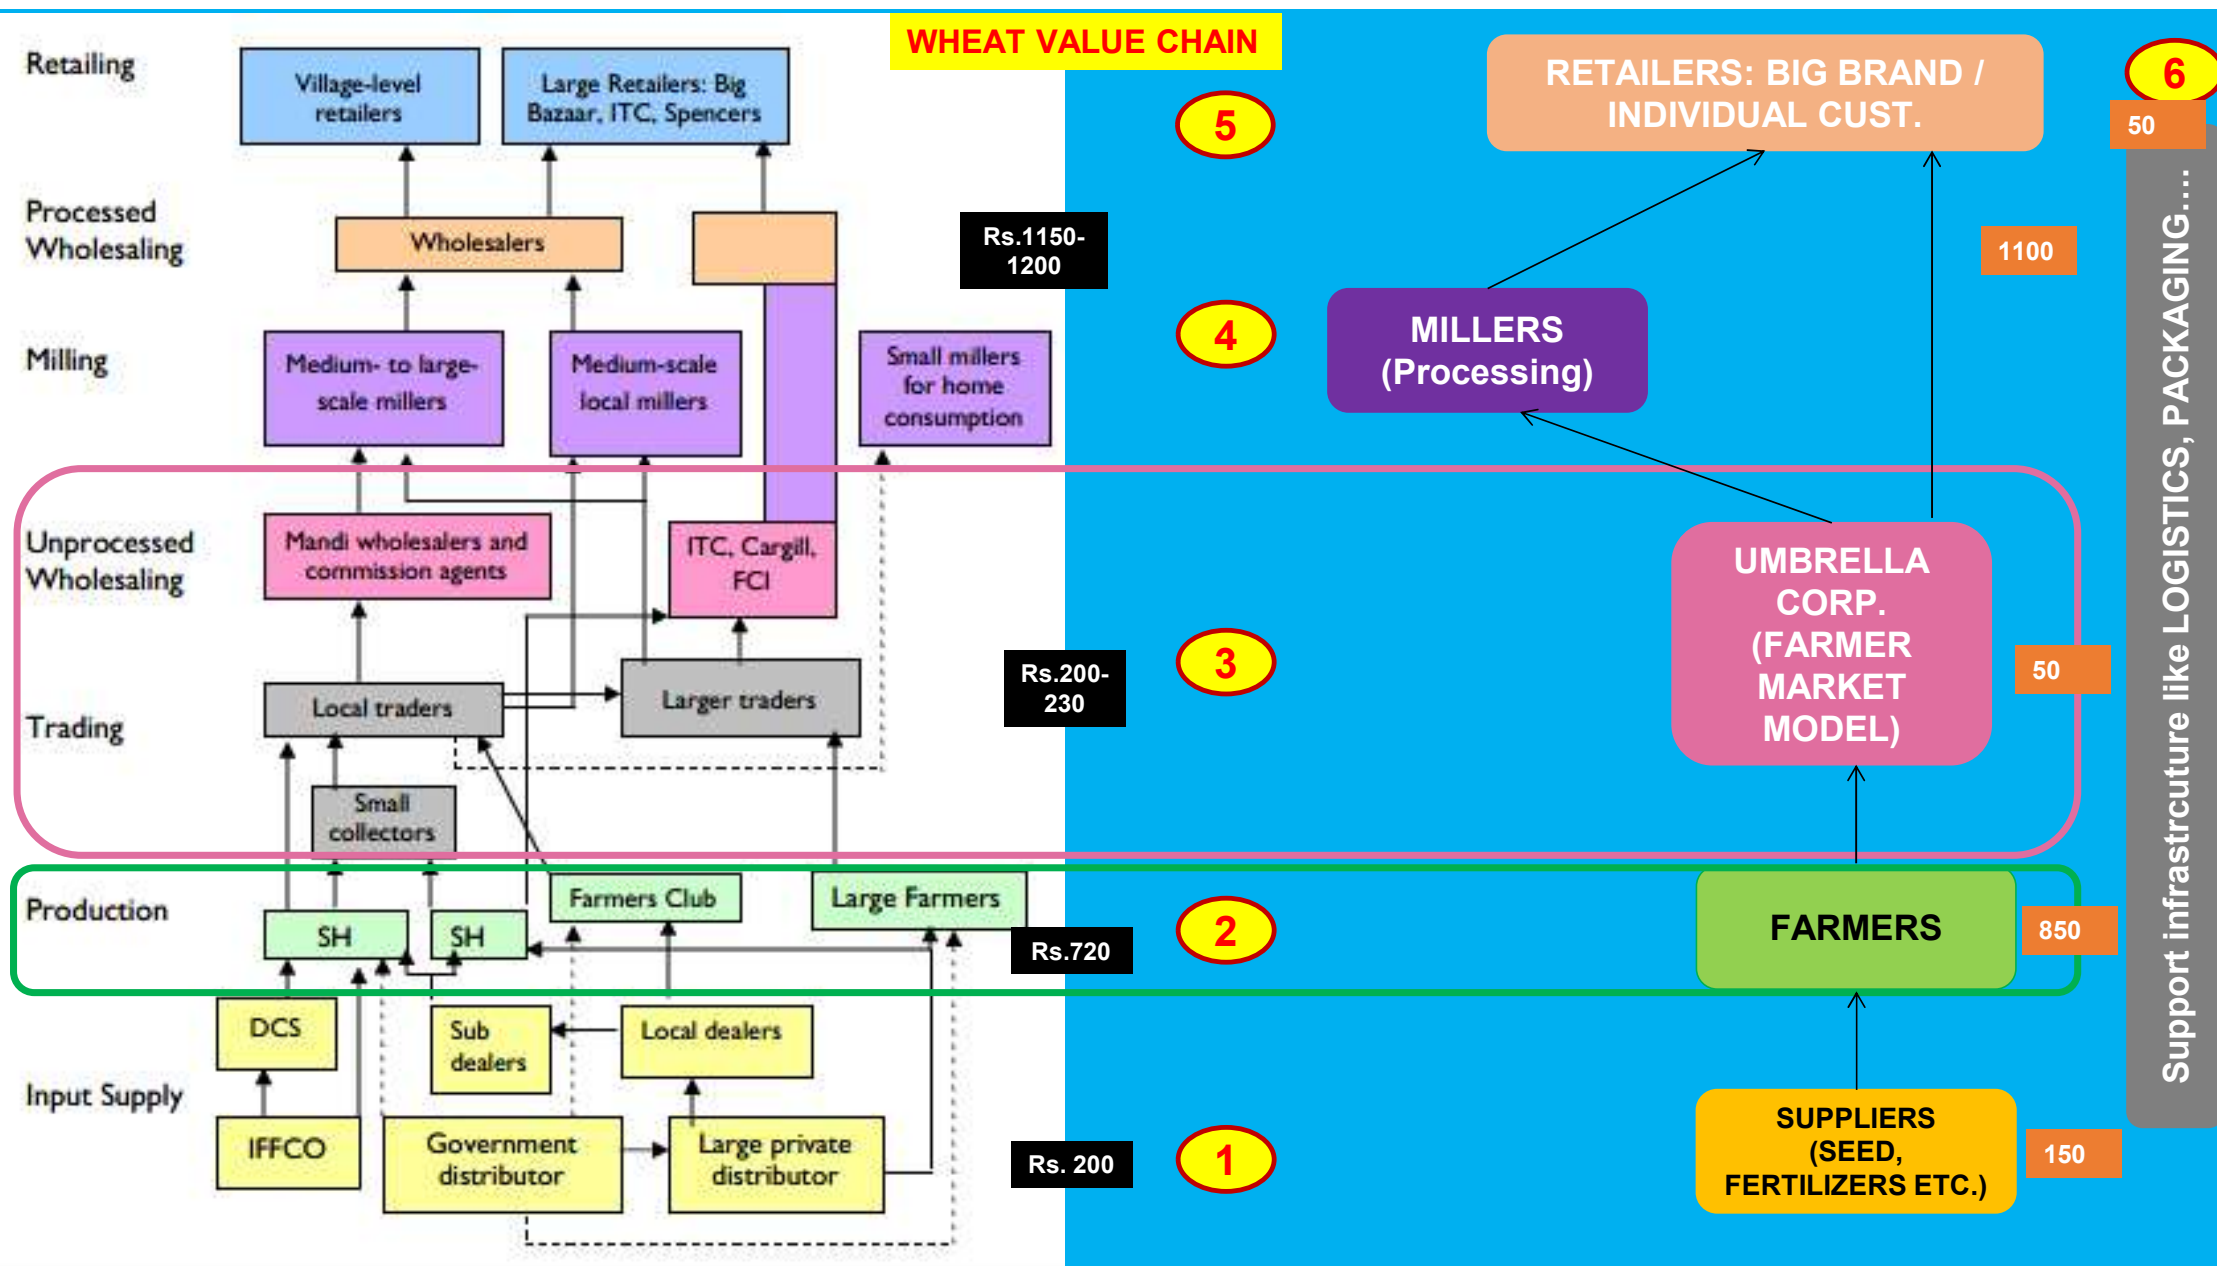 WHEAT VALUE CHAIN
Retailing
Village-level
retailers
Large Retailers: Big
Bazaar, ITC, Spencers
5
RETAILERS: BIG BRAND /
INDIVIDUAL CUST.
6
50
Processed
Wholesaling
Wholesalers
Rs.1150-
1200
1100
Milling
Medium- to large-
scale millers
Medium-scale
local millers
Small millers
for home
consumption
4
MILLERS
(Processing)
Unprocessed
Wholesaling
Mandi wholesalers and
commission agents
ITC, Cargill,
FCI
UMBRELLA
CORP.
(FARMER
MARKET
MODEL)
Trading
Local traders
Larger traders
Small
collectors
Rs.200-
230
3
50
Production
SH
SH
Farmers Club
Large Farmers
Rs.720
2
FARMERS
850
Input Supply
DCS
Sub
dealers
Local dealers
IFFCO
Government
distributor
Large private
distributor
Rs. 200
1
SUPPLIERS
(SEED,
FERTILIZERS ETC.)
150
Support infrastrcuture like LOGISTICS, PACKAGING....